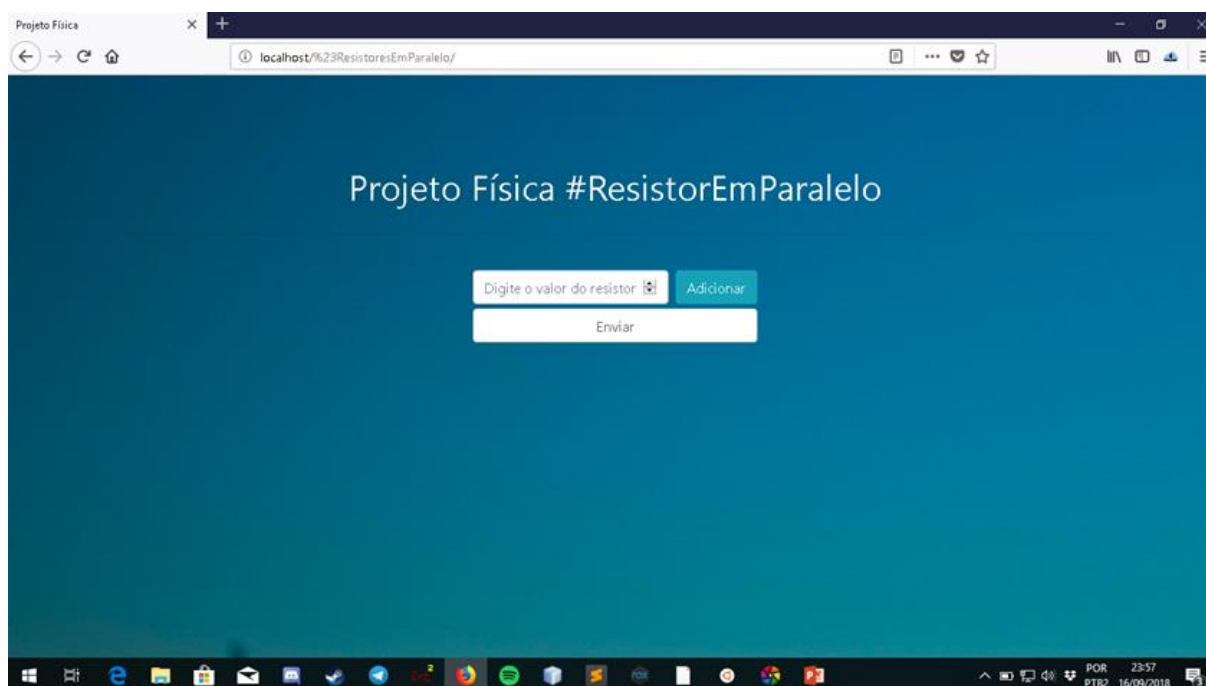 Projeto Física
localhost/%23ResistoresEmParalelo/
Projeto Física #ResistorEmParalelo
Digite o valor do resistor
Adicionar
Enviar
POR
PTB2
23:57
16/09/2018